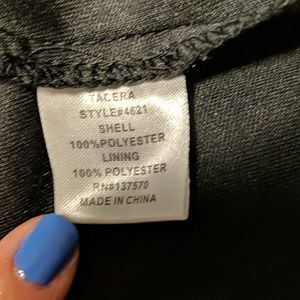 TACERA
STYLE#4621
SHELL
100%POLYESTER
LINING
100% POLYESTER
RN#137570
MADE IN CHINA